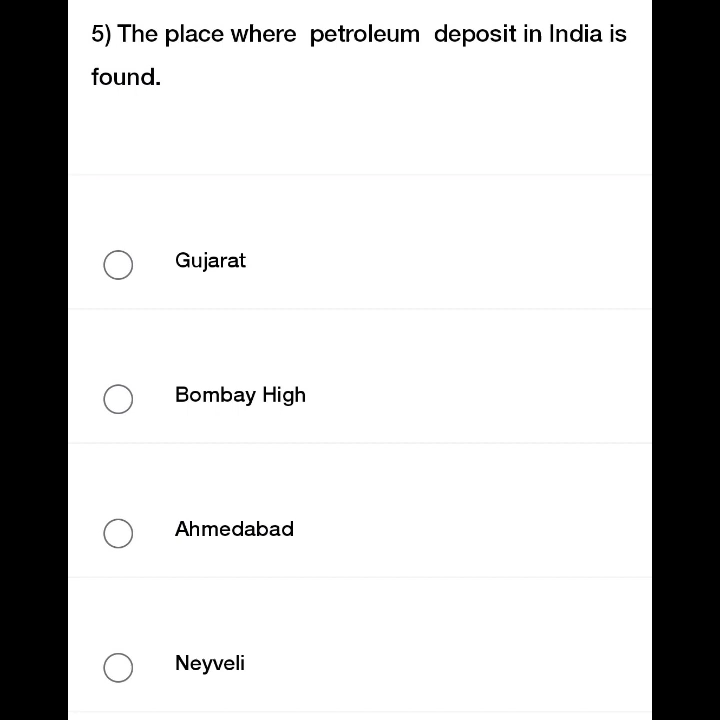 5) The place where petroleum deposit in India is
found.
Gujarat
Bombay High
Ahmedabad
Neyveli